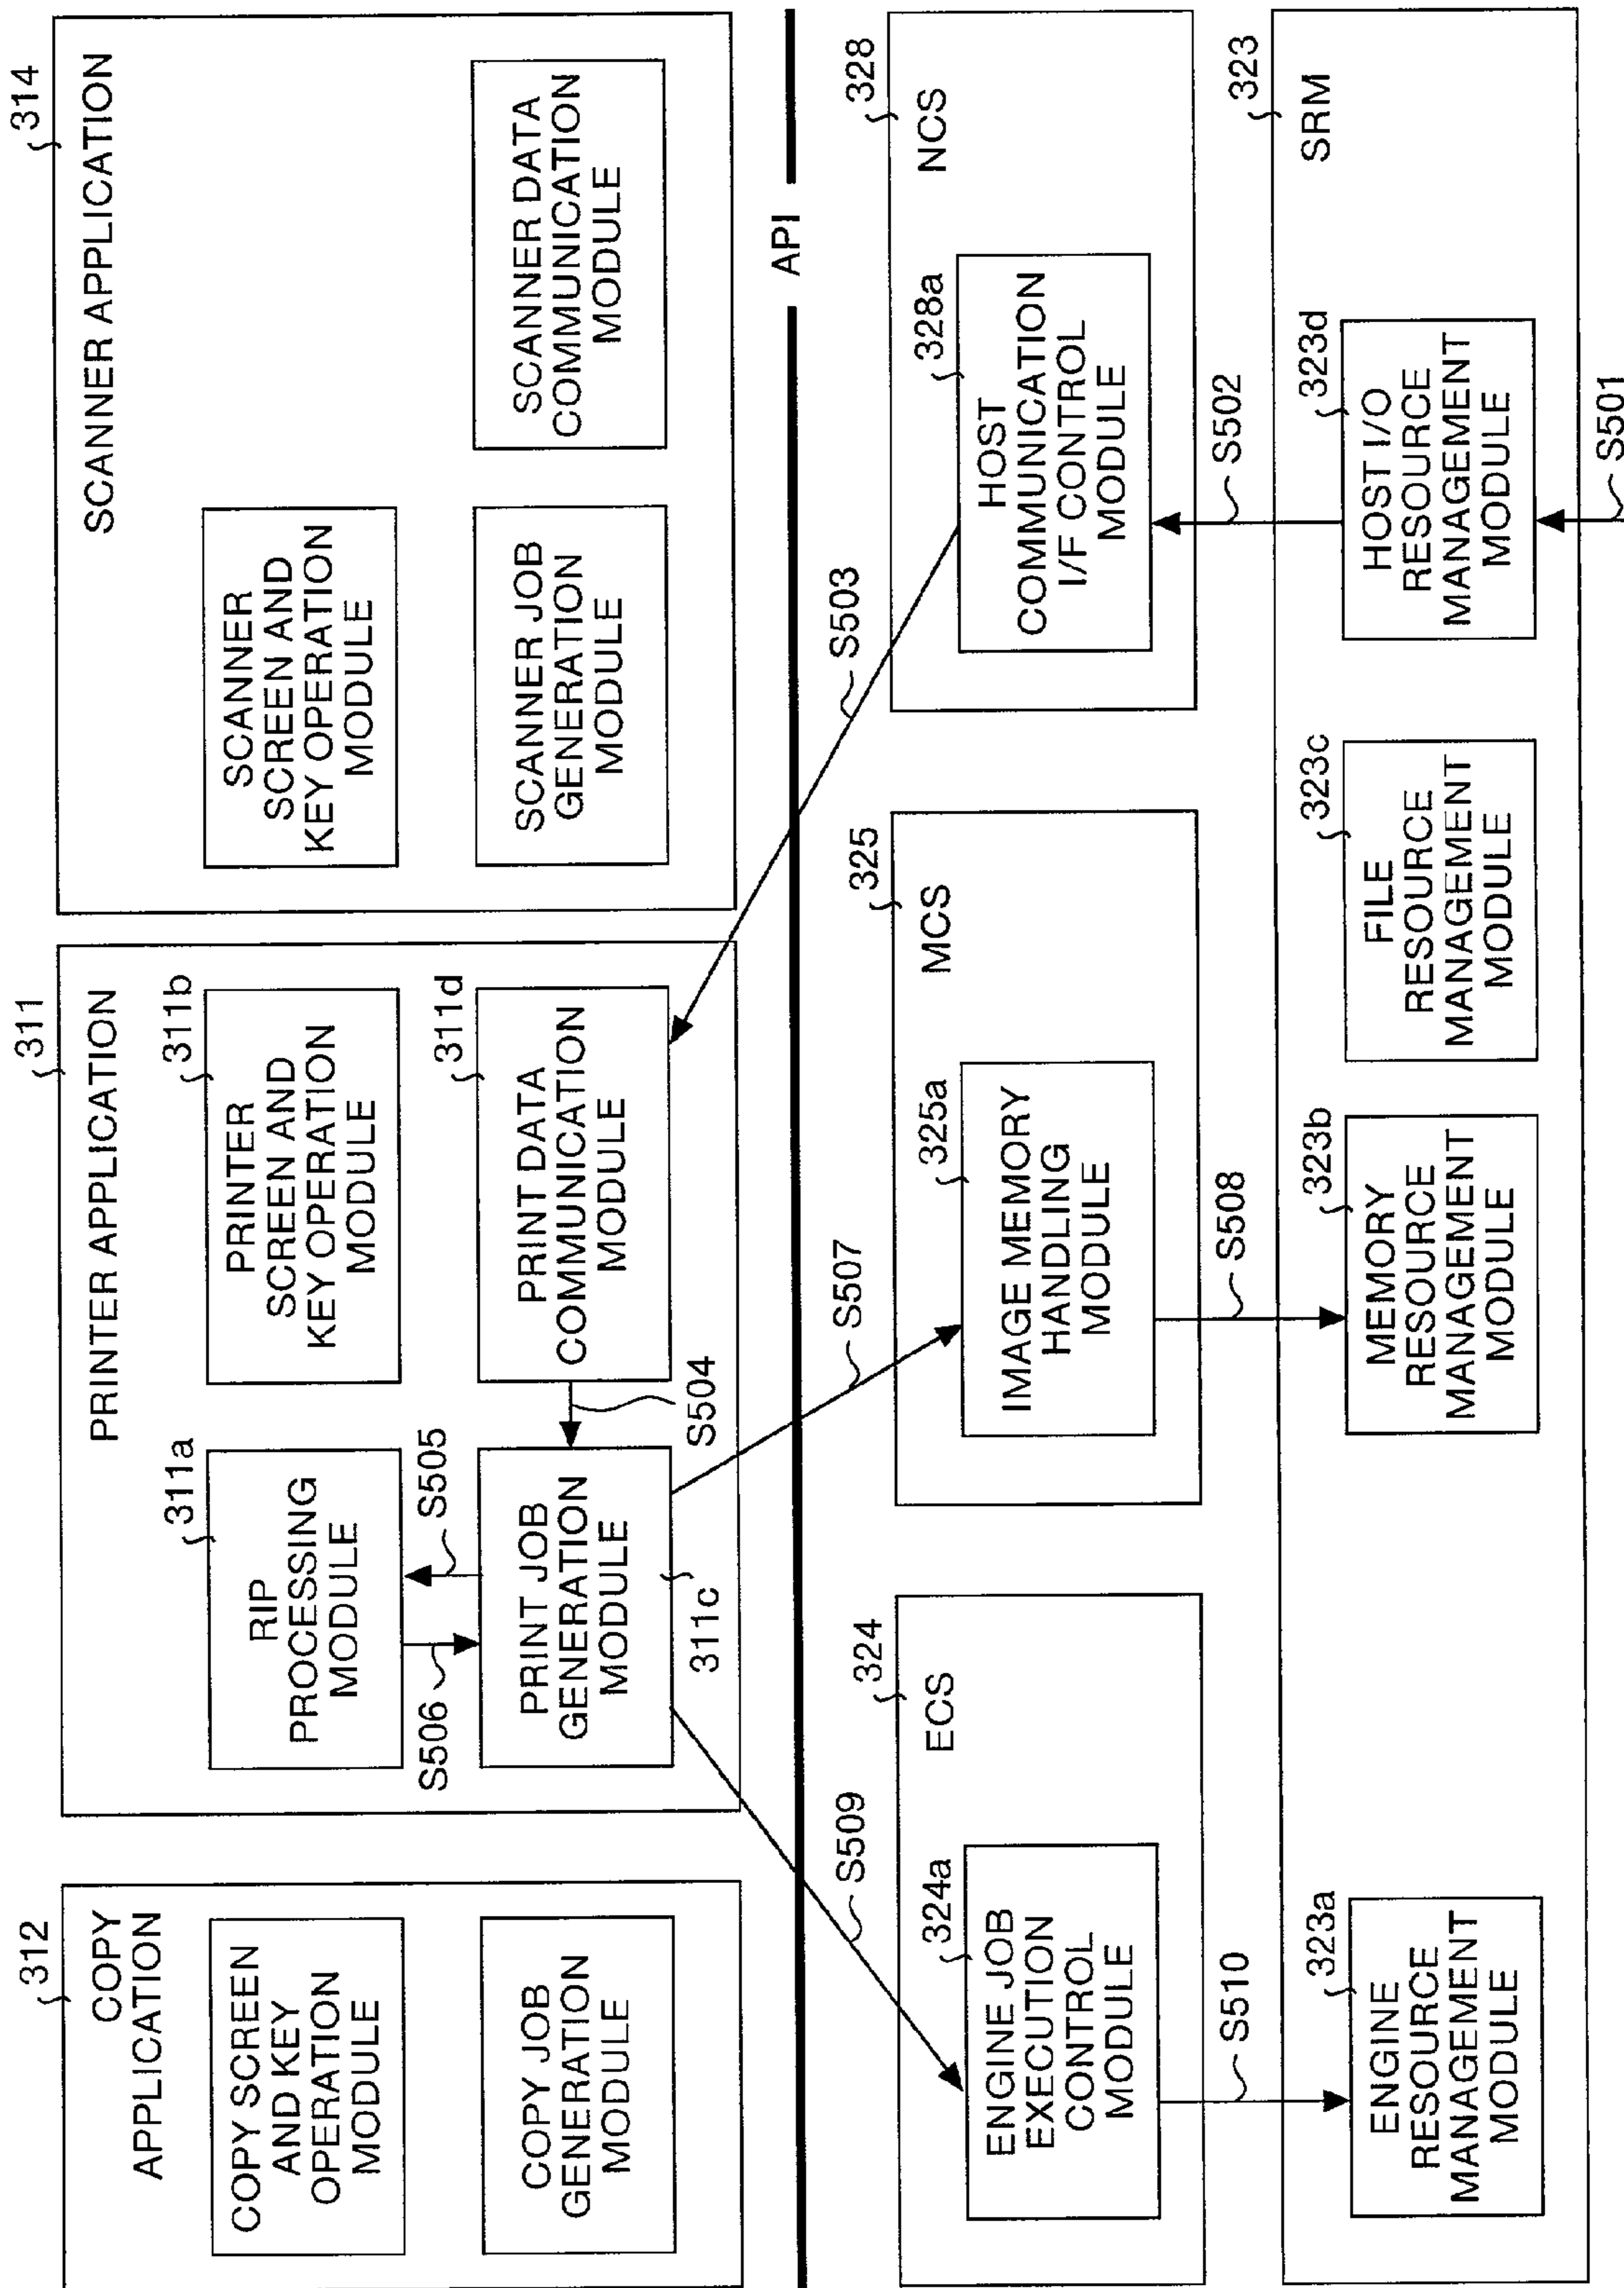 312
COPY
APPLICATION
COPY SCREEN
AND KEY
OPERATION
MODULE
COPY JOB
GENERATION
MODULE
311
PRINTER APPLICATION
311a
RIP
PROCESSING
MODULE
311b
PRINTER
SCREEN AND
KEY OPERATION
MODULE
S506
S505
PRINT JOB
GENERATION
MODULE
311c
S504
311d
PRINT DATA
COMMUNICATION
MODULE
314
SCANNER APPLICATION
SCANNER
SCREEN AND
KEY OPERATION
MODULE
SCANNER JOB
GENERATION
MODULE
SCANNER DATA
COMMUNICATION
MODULE
API
S509
S507
S503
324
ECS
324a
ENGINE JOB
EXECUTION
CONTROL
MODULE
325
MCS
325a
IMAGE MEMORY
HANDLING
MODULE
328
NCS
328a
HOST
COMMUNICATION
I/F CONTROL
MODULE
S510
S508
S502
323
SRM
323a
ENGINE
RESOURCE
MANAGEMENT
MODULE
323b
MEMORY
RESOURCE
MANAGEMENT
MODULE
323c
FILE
RESOURCE
MANAGEMENT
MODULE
323d
HOST I/O
RESOURCE
MANAGEMENT
MODULE
S501